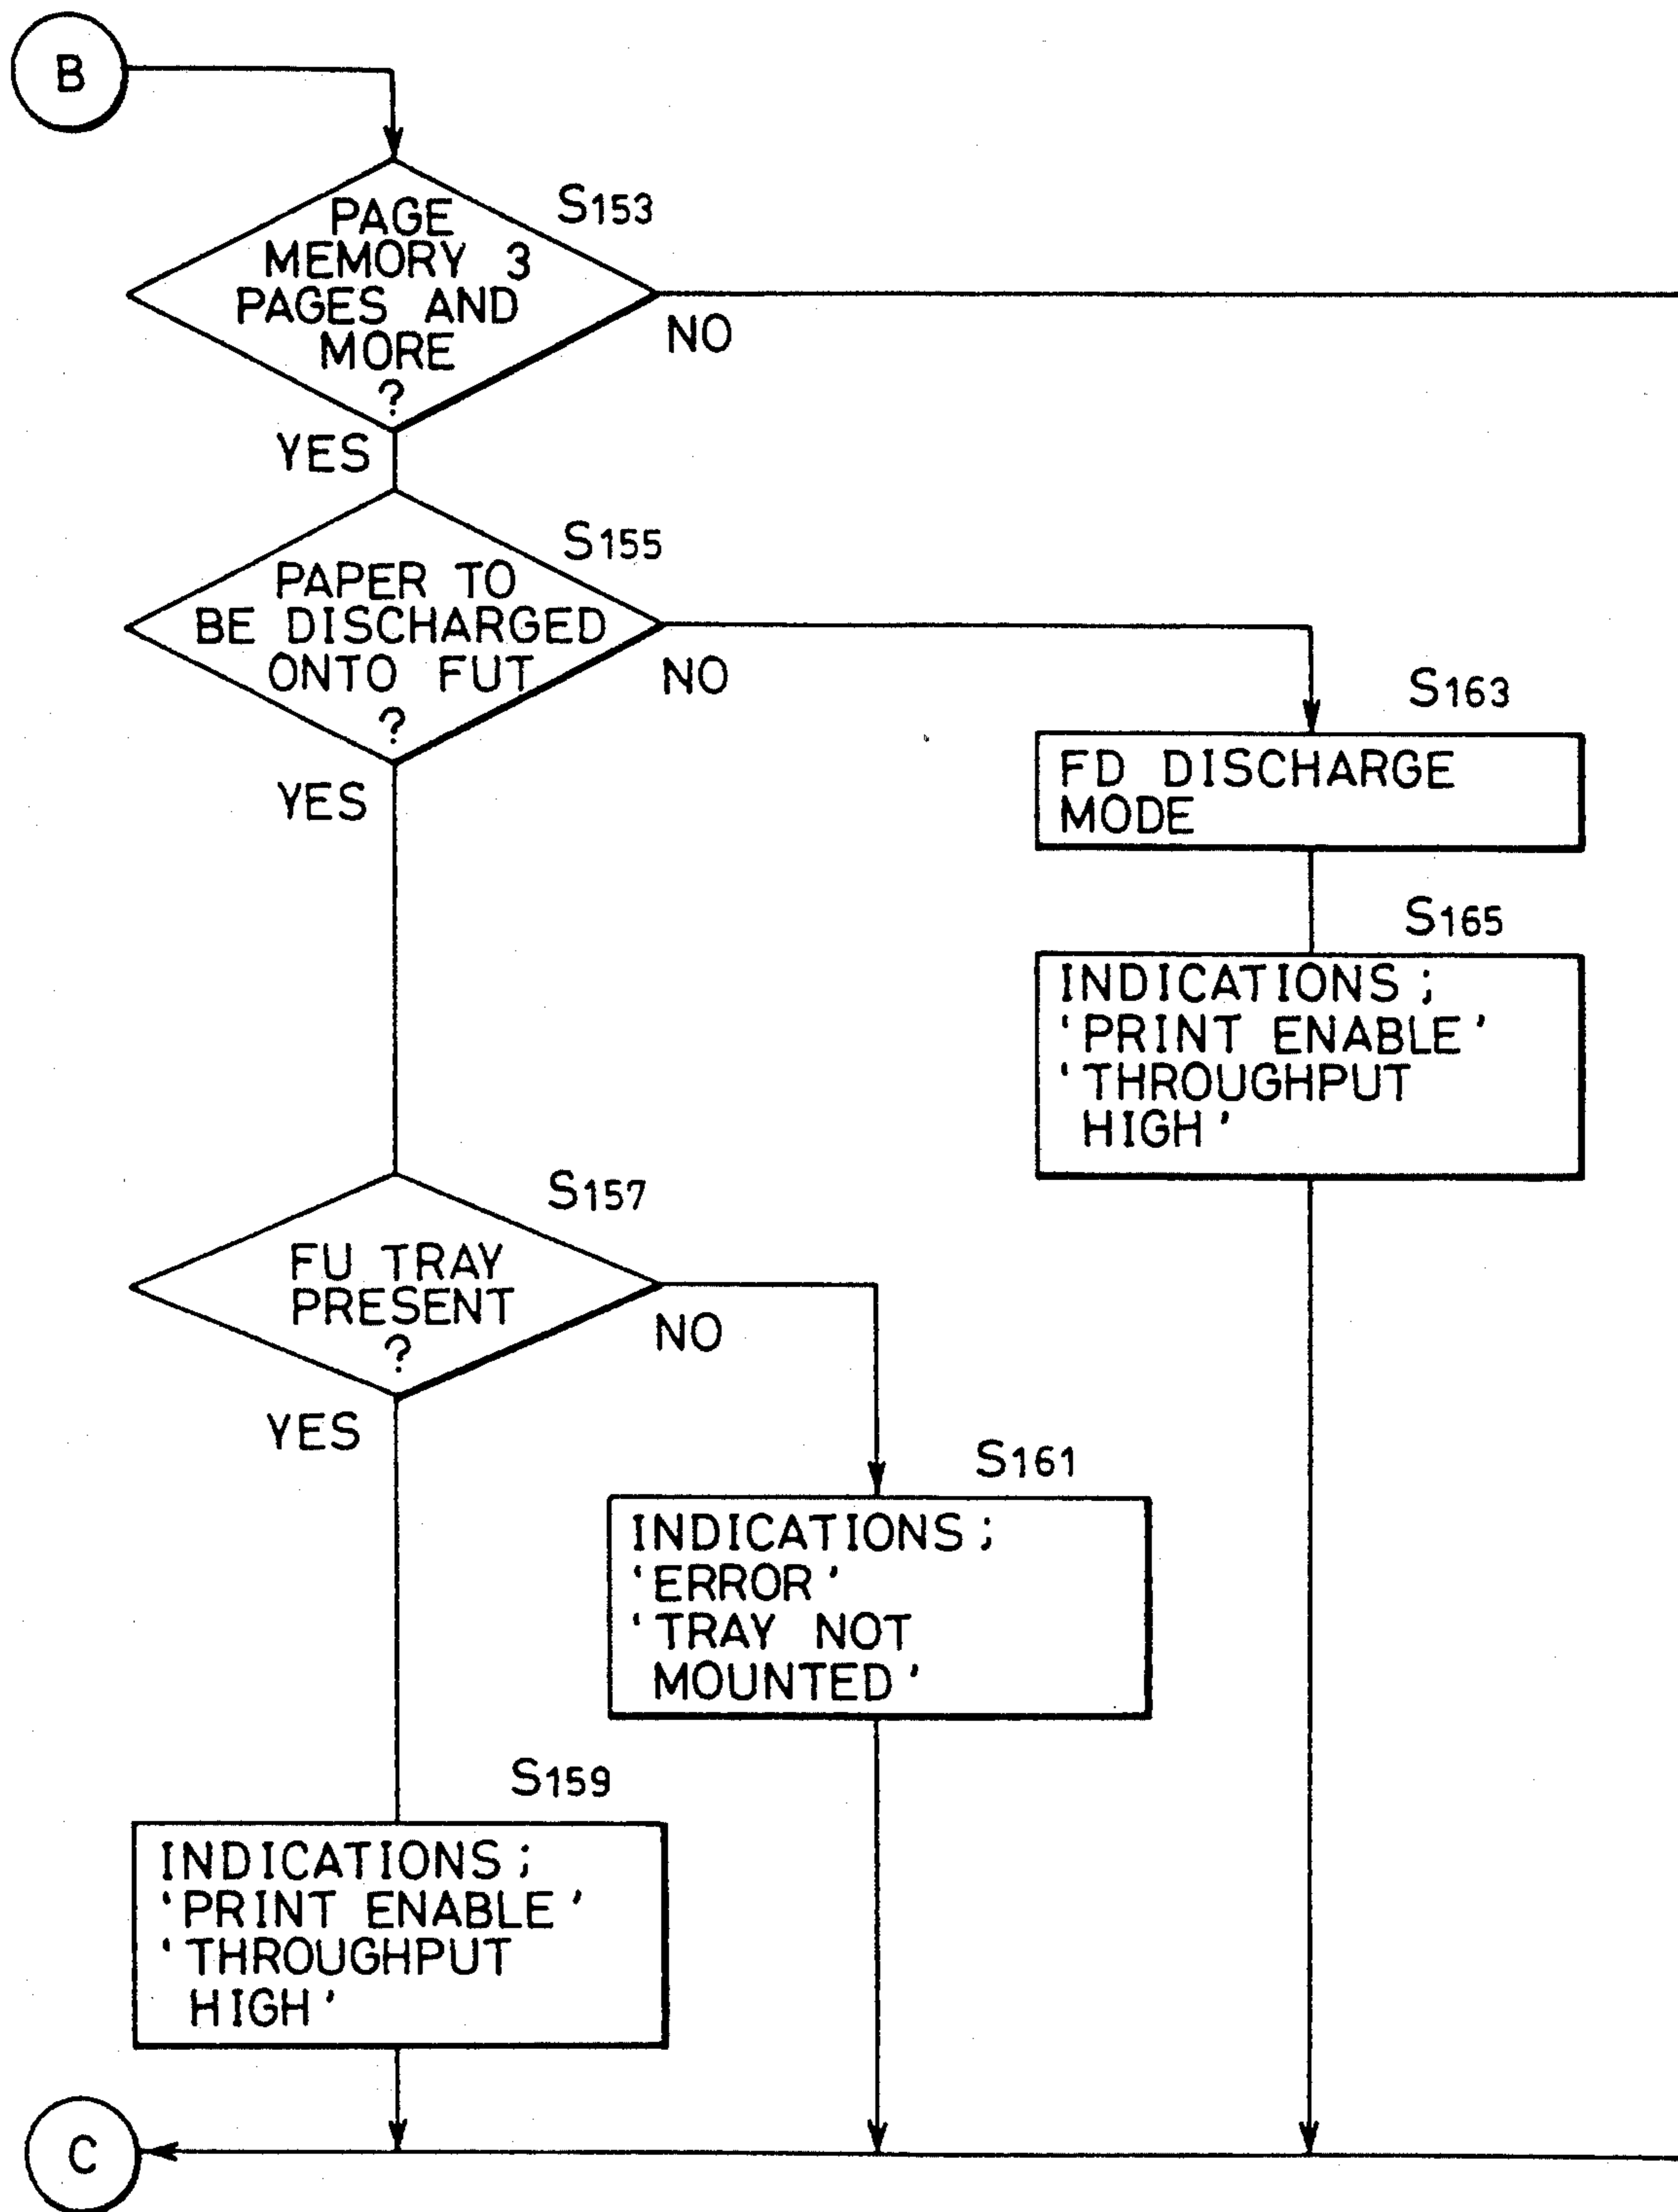 B
S153
PAGE
MEMORY 3
PAGES AND
MORE
?
NO
YES
S155
PAPER TO
BE DISCHARGED
ONTO FUT
?
NO
YES
S163
FD DISCHARGE
MODE
S165
INDICATIONS;
'PRINT ENABLE'
'THROUGHPUT
HIGH'
S157
FU TRAY
PRESENT
?
NO
YES
S161
INDICATIONS;
'ERROR'
'TRAY NOT
MOUNTED'
S159
INDICATIONS;
'PRINT ENABLE'
'THROUGHPUT
HIGH'
C